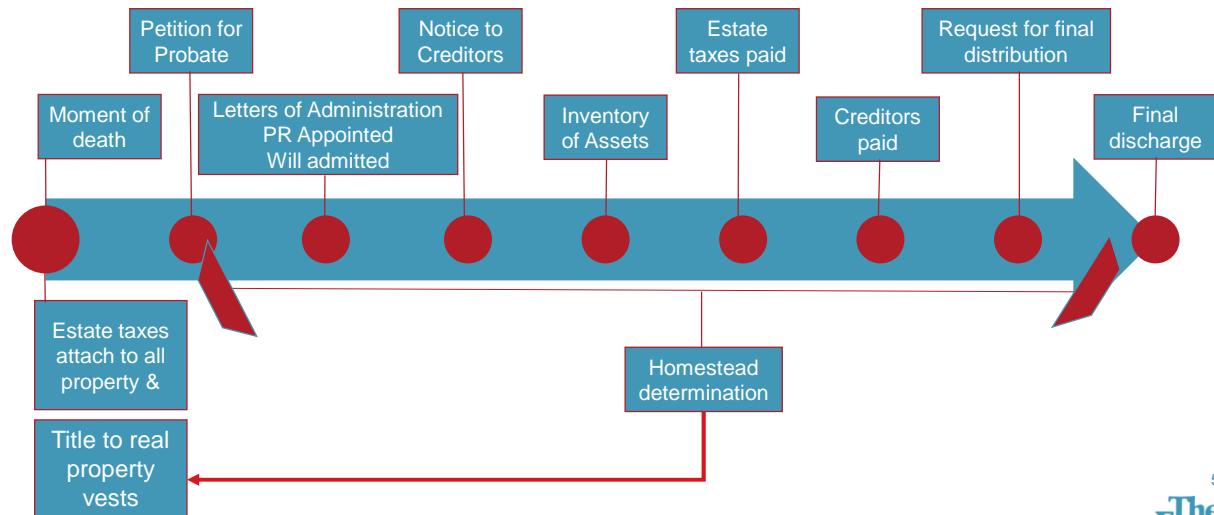 Petition for
Probate
Notice to
Creditors
Estate
taxes paid
Request for final
distribution
Moment of
death
Letters of Administration
PR Appointed
Will admitted
Inventory
of Assets
Creditors
paid
Final
discharge
Estate taxes
attach to all
property &
Homestead
determination
Title to real
property
vests
The